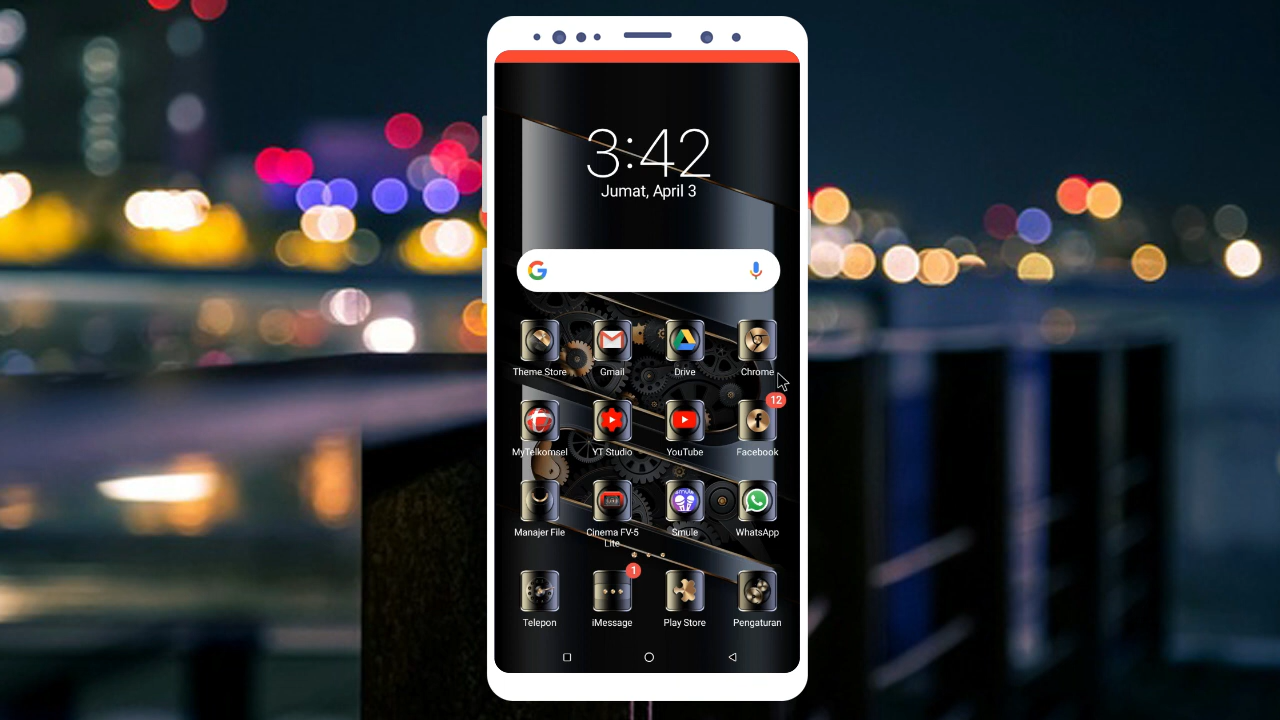 3:42
Jumat, April 3
Theme Store Gmail Drive Chrome
12
MyTelkomsel YT Studio YouTube Facebook
smule
Manajer File Cinema FV-5 Smule WhatsApp
Lite
1
Telepon iMessage Play Store Pengaturan